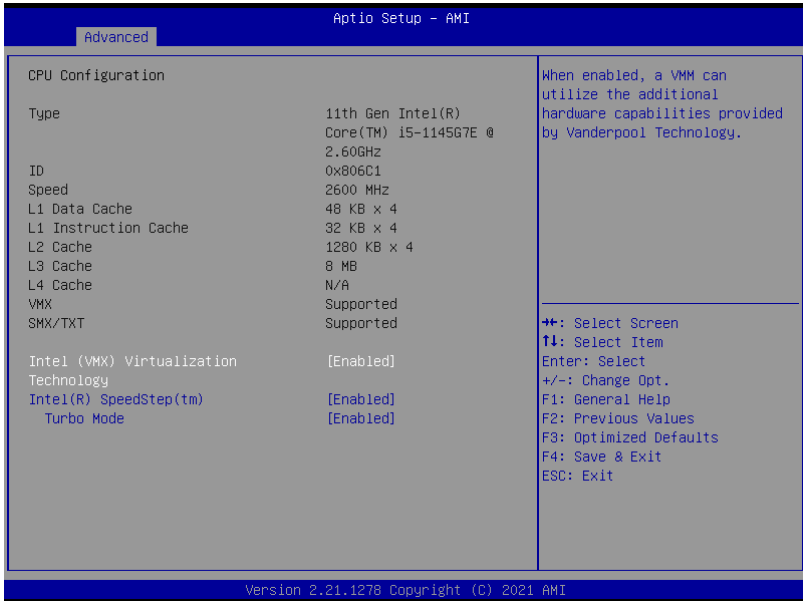 Aptio Setup – AMI
Advanced
CPU Configuration
Type 11th Gen Intel(R)
Core(TM) i5-1145G7E @
2.60GHz
ID 0x806C1
Speed 2600 MHz
L1 Data Cache 48 KB x 4
L1 Instruction Cache 32 KB x 4
L2 Cache 1280 KB x 4
L3 Cache 8 MB
L4 Cache N/A
VMX Supported
SMX/TXT Supported
Intel (VMX) Virtualization [Enabled]
Technology
Intel(R) SpeedStep(tm) [Enabled]
Turbo Mode [Enabled]
When enabled, a VMM can
utilize the additional
hardware capabilities provided
by Vanderpool Technology.
→←: Select Screen
↑↓: Select Item
Enter: Select
+/-: Change Opt.
F1: General Help
F2: Previous Values
F3: Optimized Defaults
F4: Save & Exit
ESC: Exit
Version 2.21.1278 Copyright (C) 2021 AMI